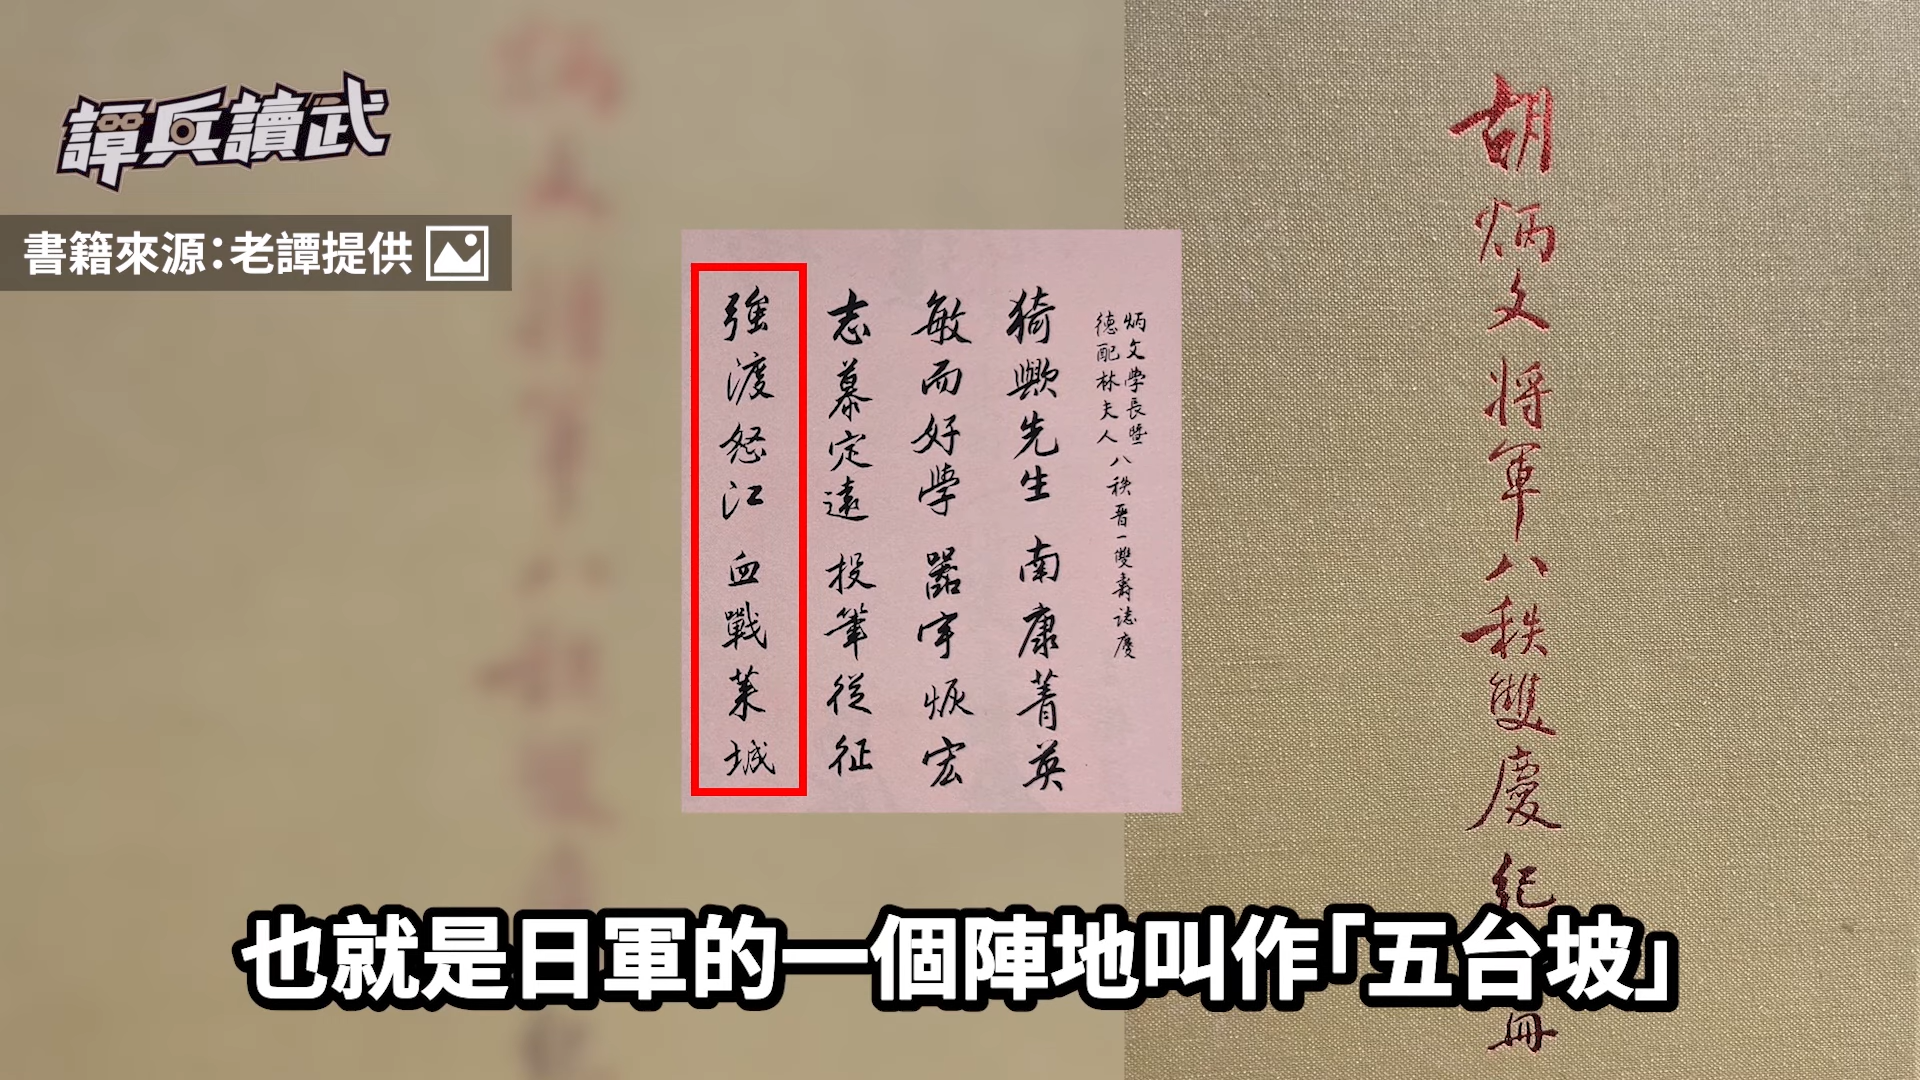 譚兵讀武
書籍來源：老譚提供
炳文學長暨
德配林夫人八秩晉一雙壽誌慶
猗歟先生 南康菁英
敏而好學 器宇恢宏
志慕定遠 投筆從征
強渡怒江 血戰萊城
胡炳文將軍八秩雙慶紀
冊
也就是日軍的一個陣地叫作「五台坡」